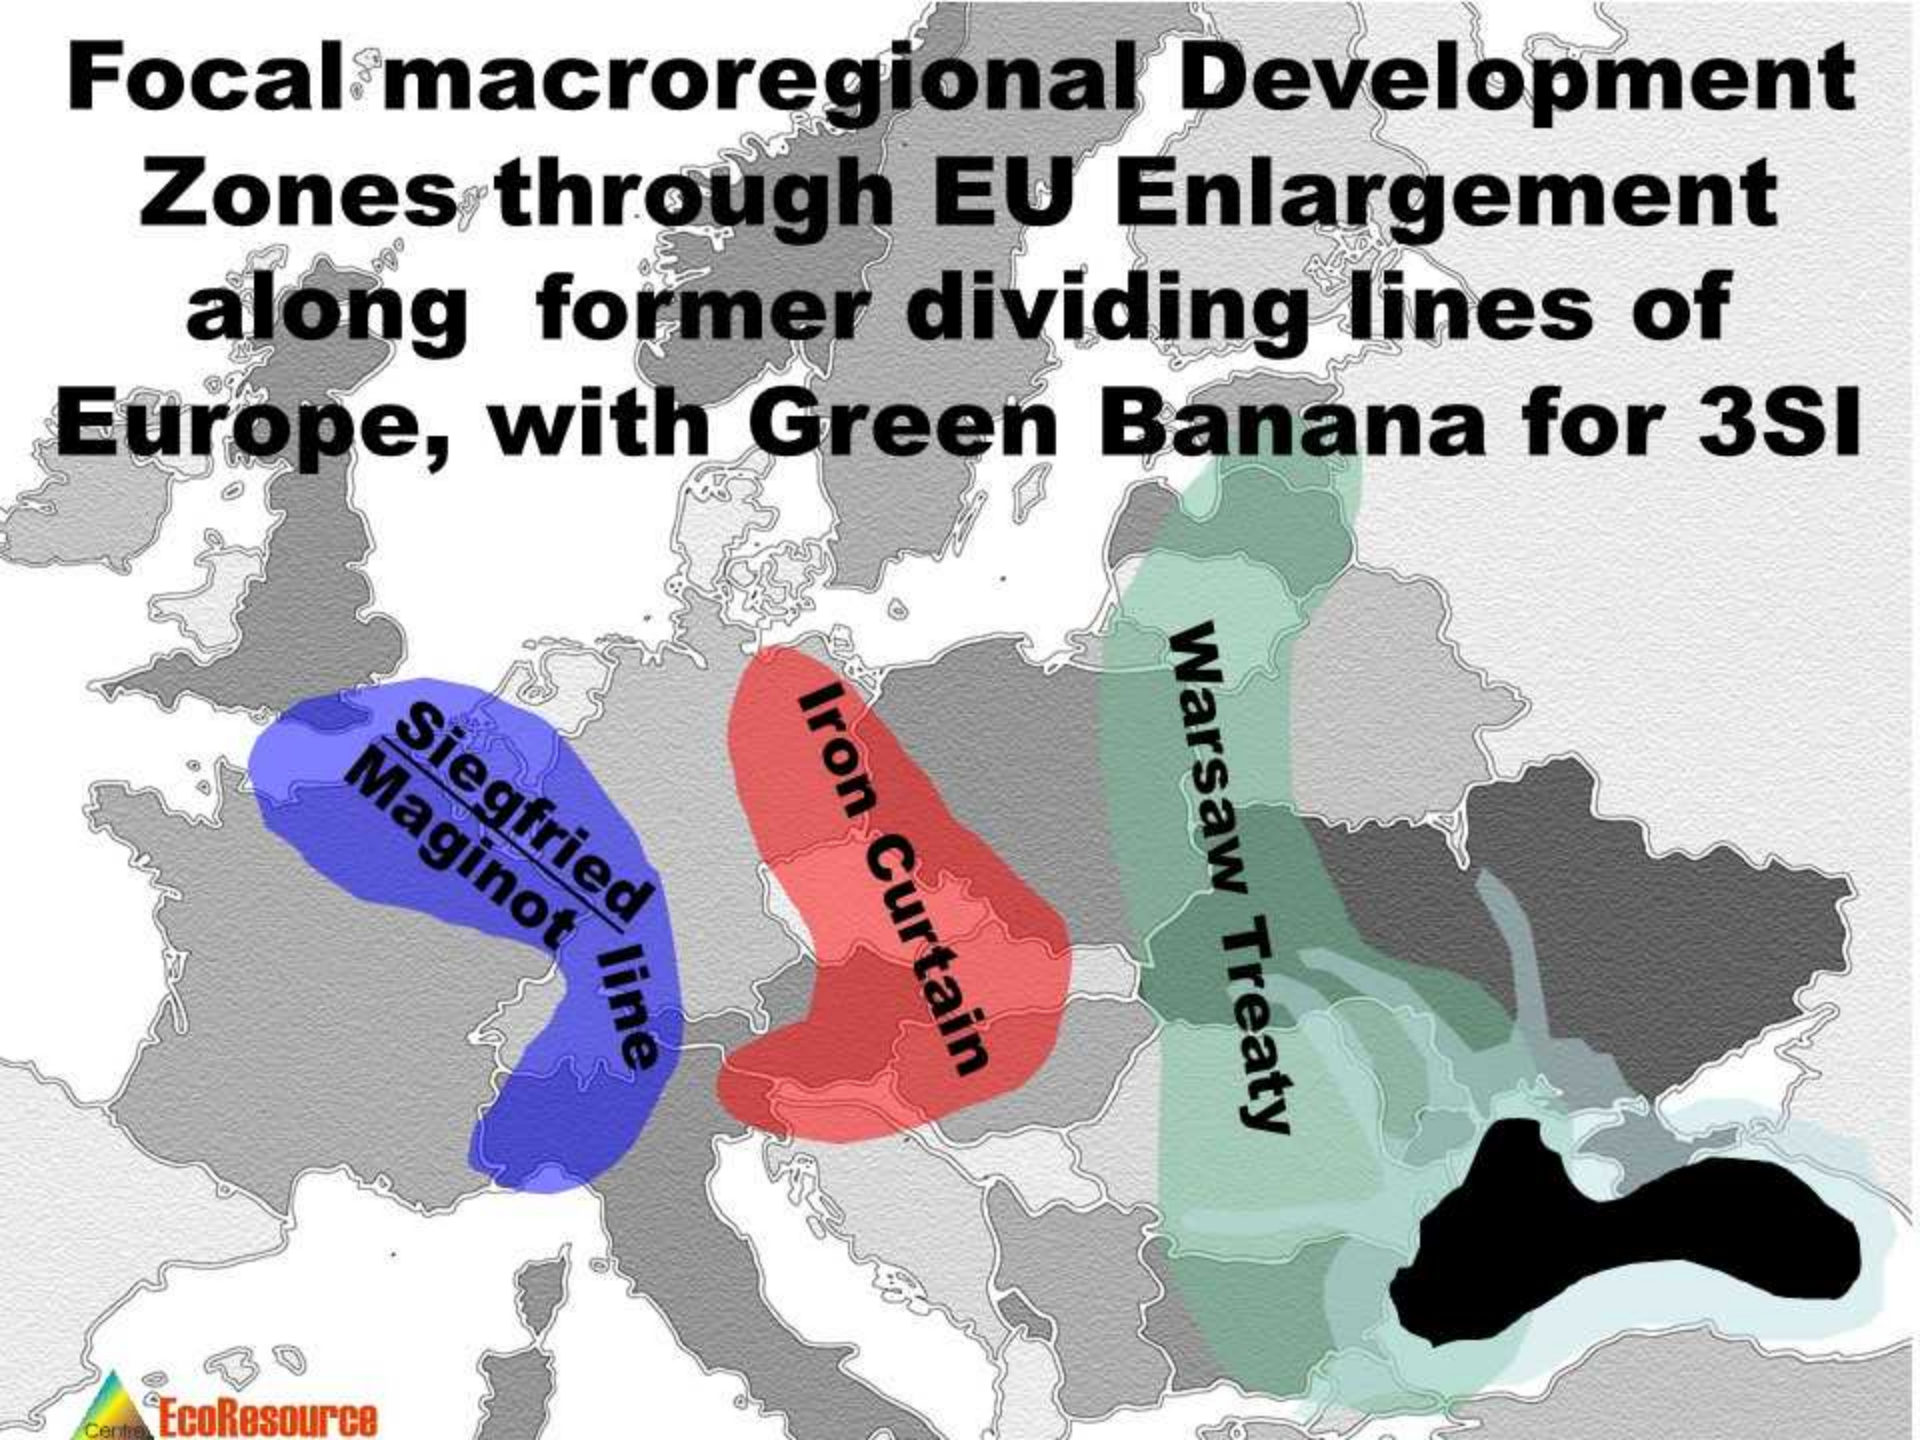 Focal macroregional Development
Zones through EU Enlargement
along former dividing lines of
Europe, with Green Banana for 3SI
Siegfried
Maginot line
Iron Curtain
Warsaw Treaty
Centre EcoResource